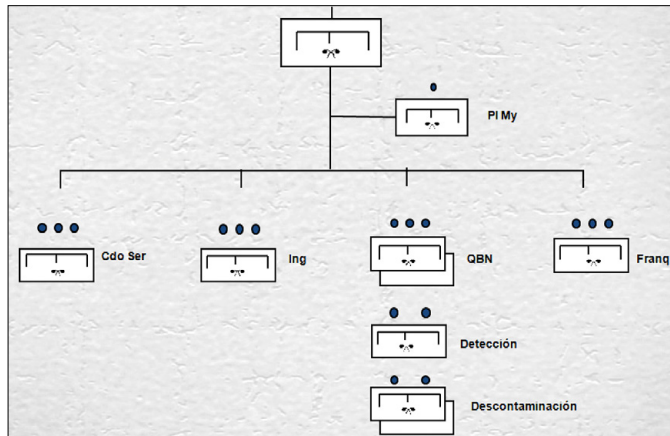 Pl My
Cdo Ser
Ing
QBN
Franq
Detección
Descontaminación